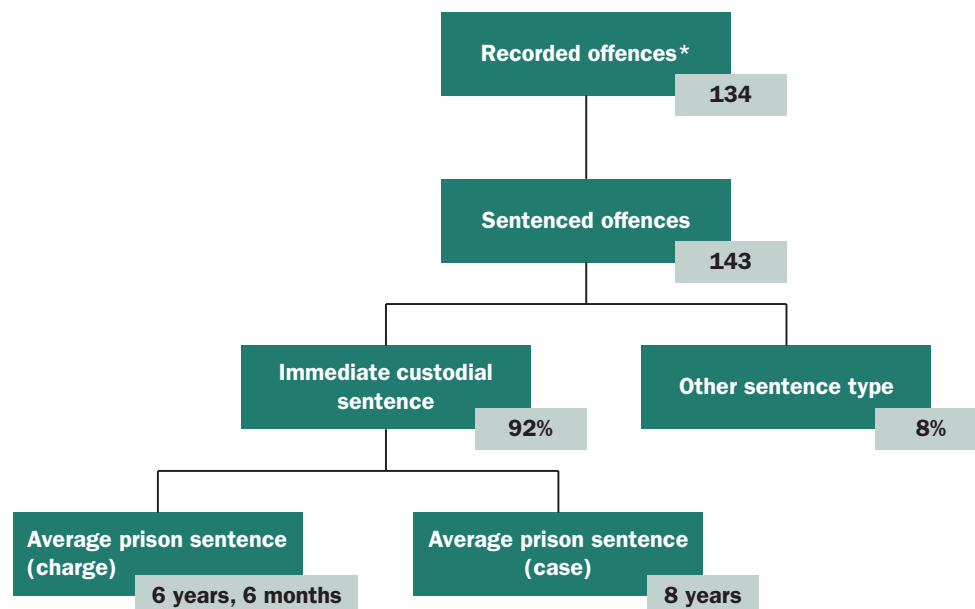 Recorded offences*
134
Sentenced offences
143
Immediate custodial
sentence
92%
Other sentence type
8%
Average prison sentence
(charge)
6 years, 6 months
Average prison sentence
(case)
8 years